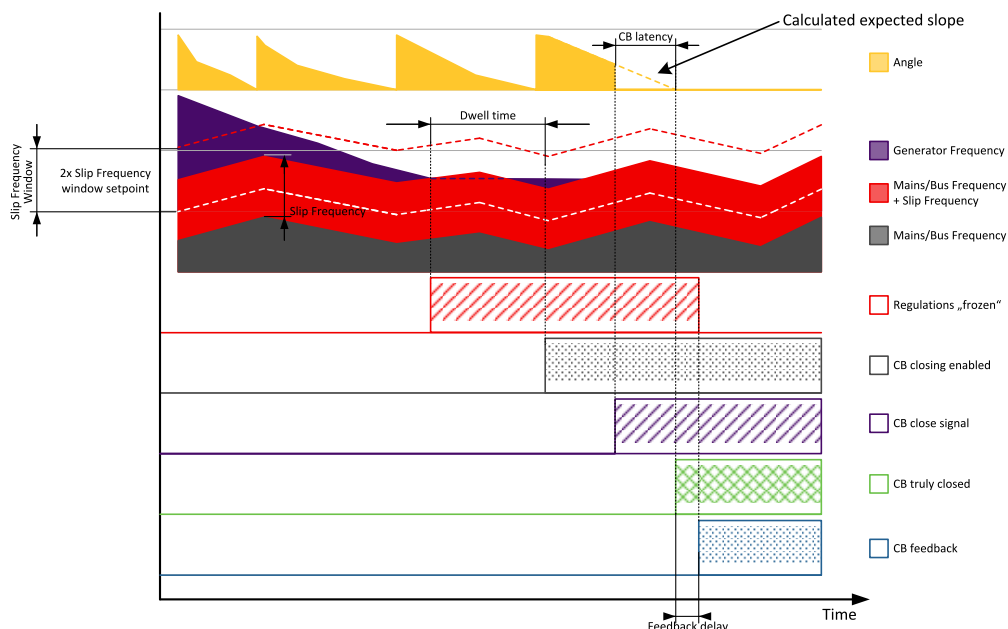 Calculated expected slope
CB latency
Angle
Dwell time
Generator Frequency
Slip Frequency
Window
2x Slip Frequency
window setpoint
Slip Frequency
Mains/Bus Frequency
+ Slip Frequency
Mains/Bus Frequency
Regulations „frozen“
CB closing enabled
CB close signal
CB truly closed
CB feedback
Time
Feedback delay